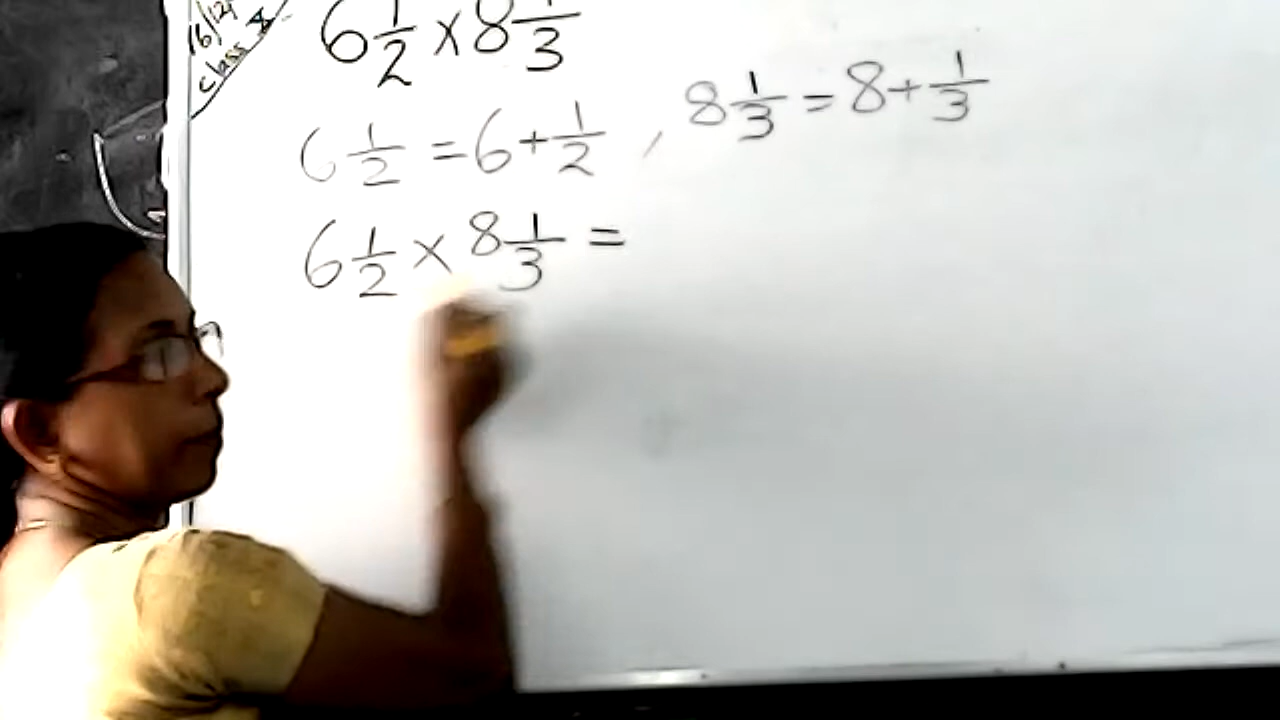 16/12/
class 8
6 1/2 × 8 1/3
6 1/2 = 6 + 1/2 , 8 1/3 = 8 + 1/3
6 1/2 × 8 1/3 =